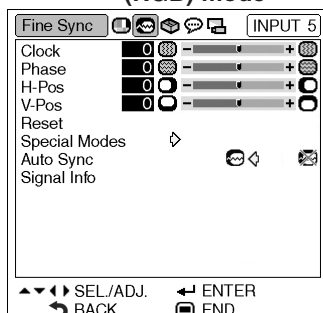 (RGB) Mode
Fine Sync INPUT 5
Clock 0 - +
Phase 0 - +
H-Pos 0 - +
V-Pos 0 - +
Reset
Special Modes
Auto Sync
Signal Info
SEL./ADJ. ENTER
BACK END